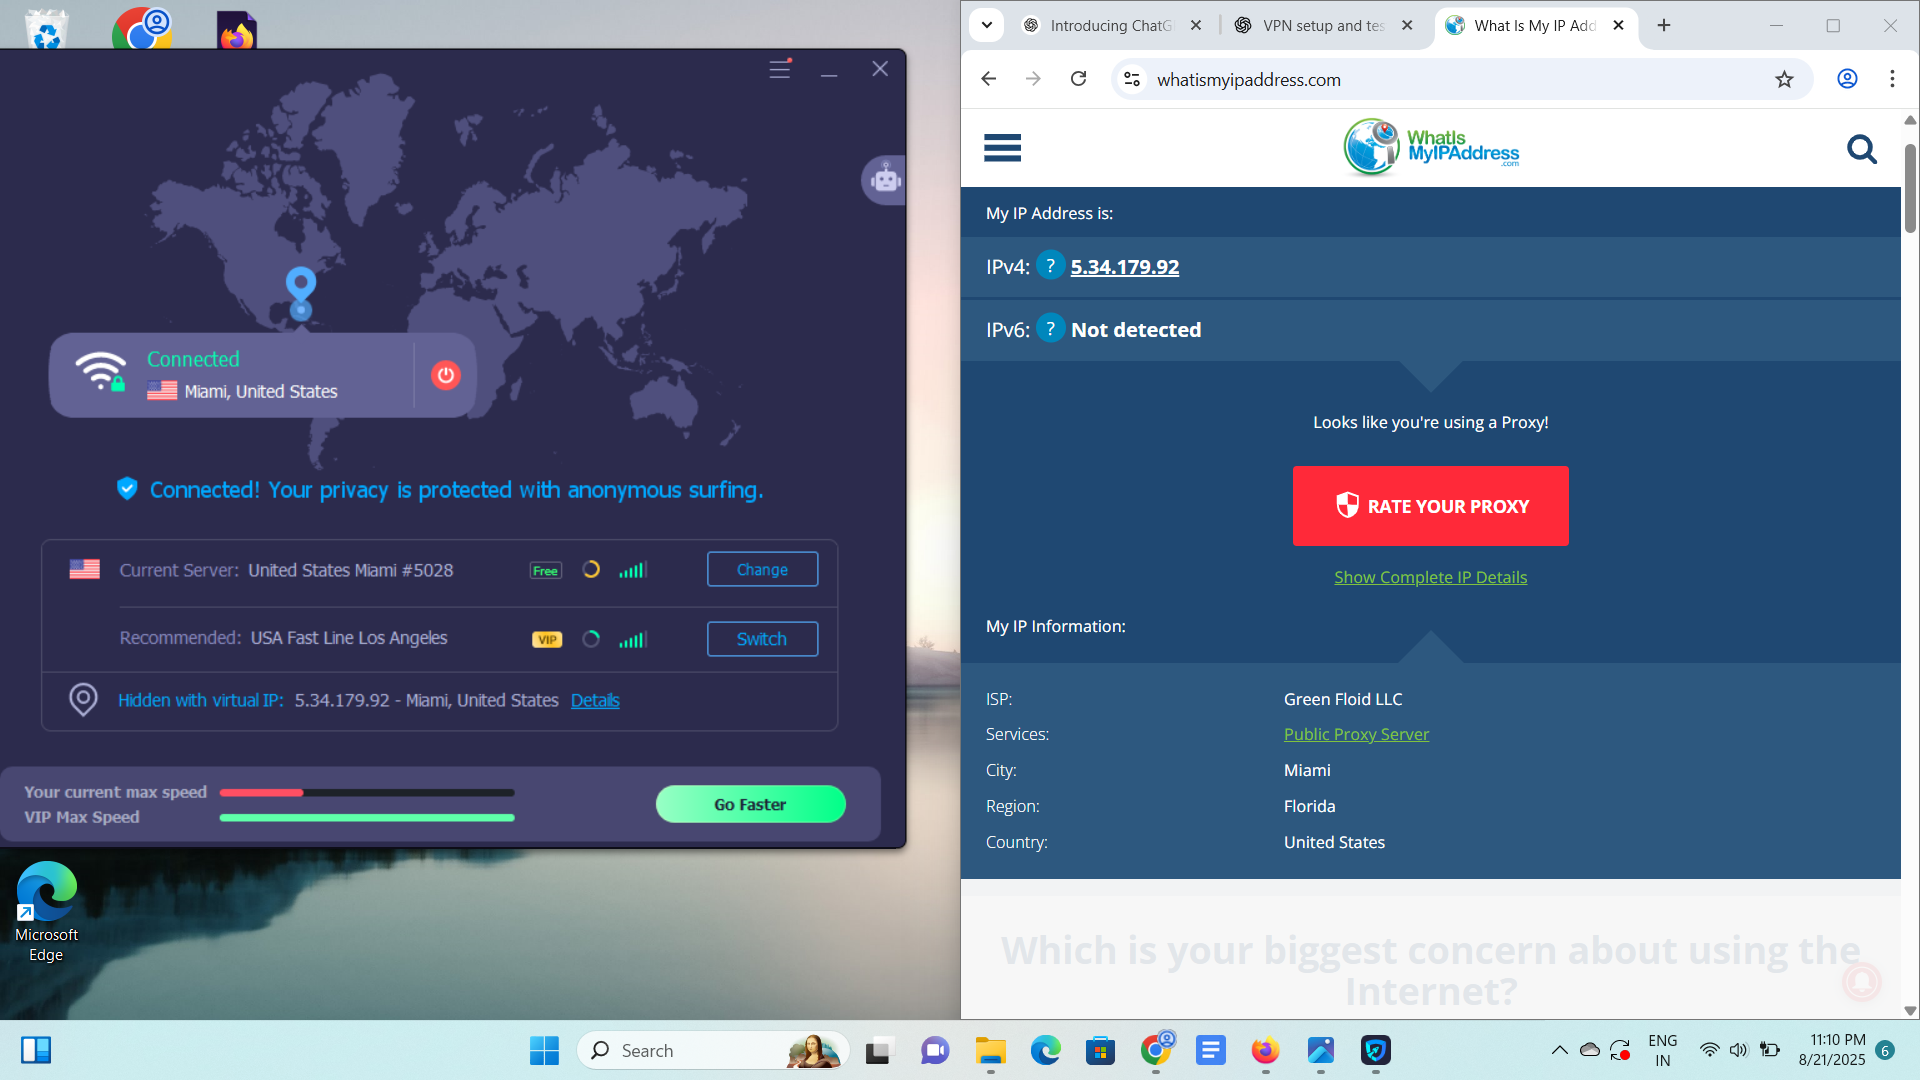 Connected
Miami, United States
Connected! Your privacy is protected with anonymous surfing.
Current Server: United States Miami #5028
Free
Change
Recommended: USA Fast Line Los Angeles
VIP
Switch
Hidden with virtual IP: 5.34.179.92 - Miami, United States Details
Your current max speed
VIP Max Speed
Go Faster
Microsoft
Edge
Introducing ChatG
VPN setup and tes
What Is My IP Add
whatismyipaddress.com
WhatIs
MyIPAddress
.com
My IP Address is:
IPv4: ? 5.34.179.92
IPv6: ? Not detected
Looks like you're using a Proxy!
RATE YOUR PROXY
Show Complete IP Details
My IP Information:
ISP: Green Floid LLC
Services: Public Proxy Server
City: Miami
Region: Florida
Country: United States
Which is your biggest concern about using the
Internet?
Search
ENG
IN
11:10 PM
8/21/2025
6